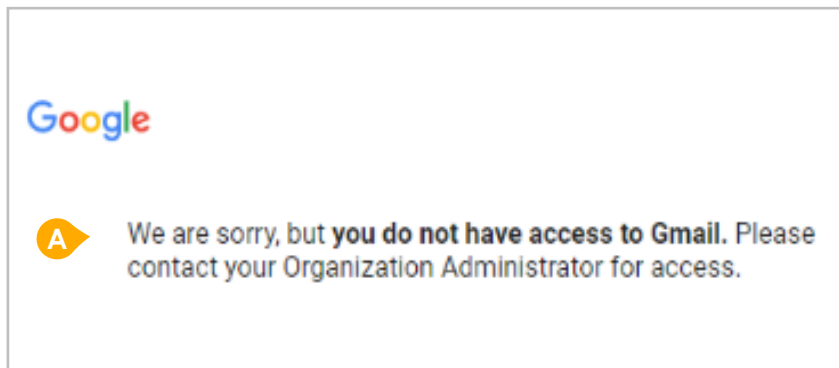 Google
A
We are sorry, but you do not have access to Gmail. Please
contact your Organization Administrator for access.